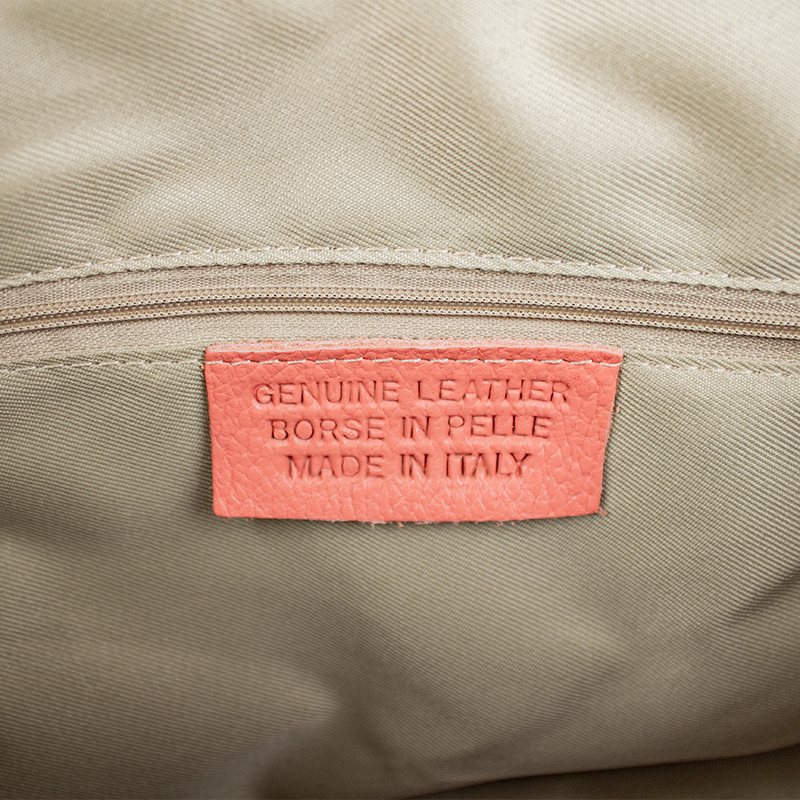 GENUINE LEATHER
BORSE IN PELLE
MADE IN ITALY